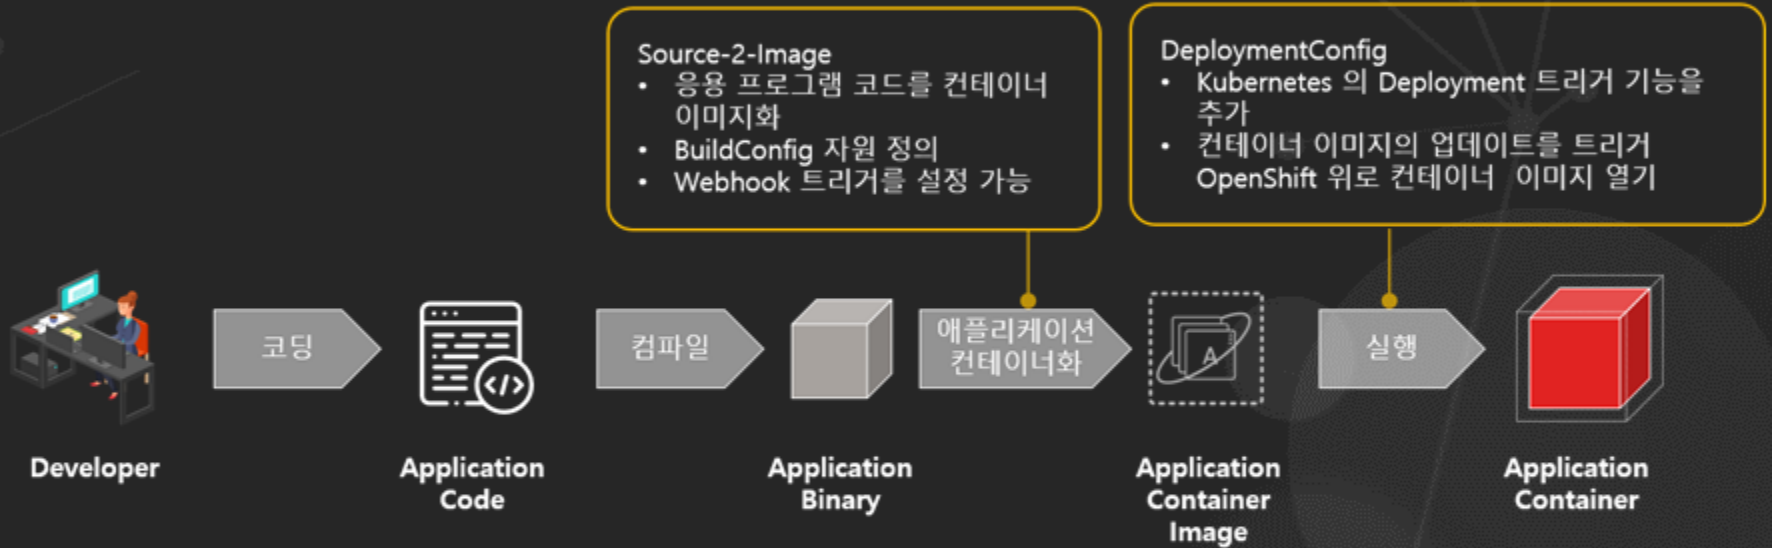 Source-2-Image
• 응용 프로그램 코드를 컨테이너
이미지화
• BuildConfig 자원 정의
• Webhook 트리거를 설정 가능
DeploymentConfig
• Kubernetes 의 Deployment 트리거 기능을
추가
• 컨테이너 이미지의 업데이트를 트리거
OpenShift 위로 컨테이너 이미지 열기
코딩
컴파일
애플리케이션
컨테이너화
A
실행
Developer
Application
Code
Application
Binary
Application
Container
Image
Application
Container